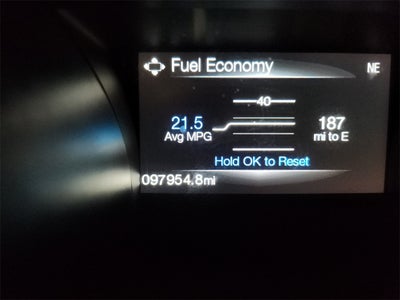 Fuel Economy
NE
40
21.5
Avg MPG
187
mi to E
Hold OK to Reset
097954.8mi